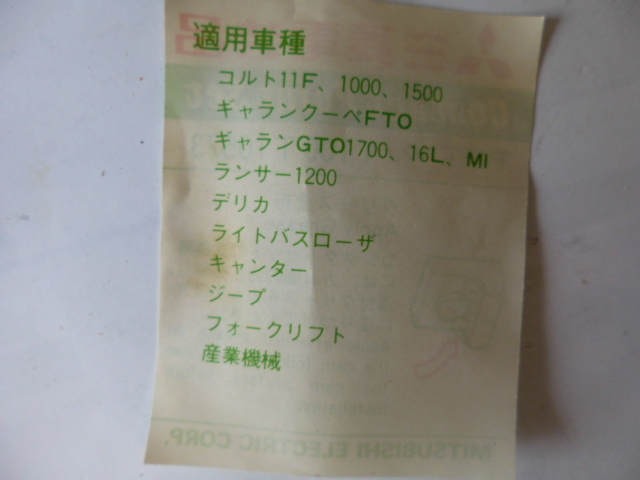 適用車種
コルト11F、1000、1500
ギャランクーペFTO
ギャランGTO1700、16L、MI
ランサー1200
デリカ
ライトバスローザ
キャンター
ジープ
フォークリフト
産業機械
MITSUBISHI ELECTRIC CORP.